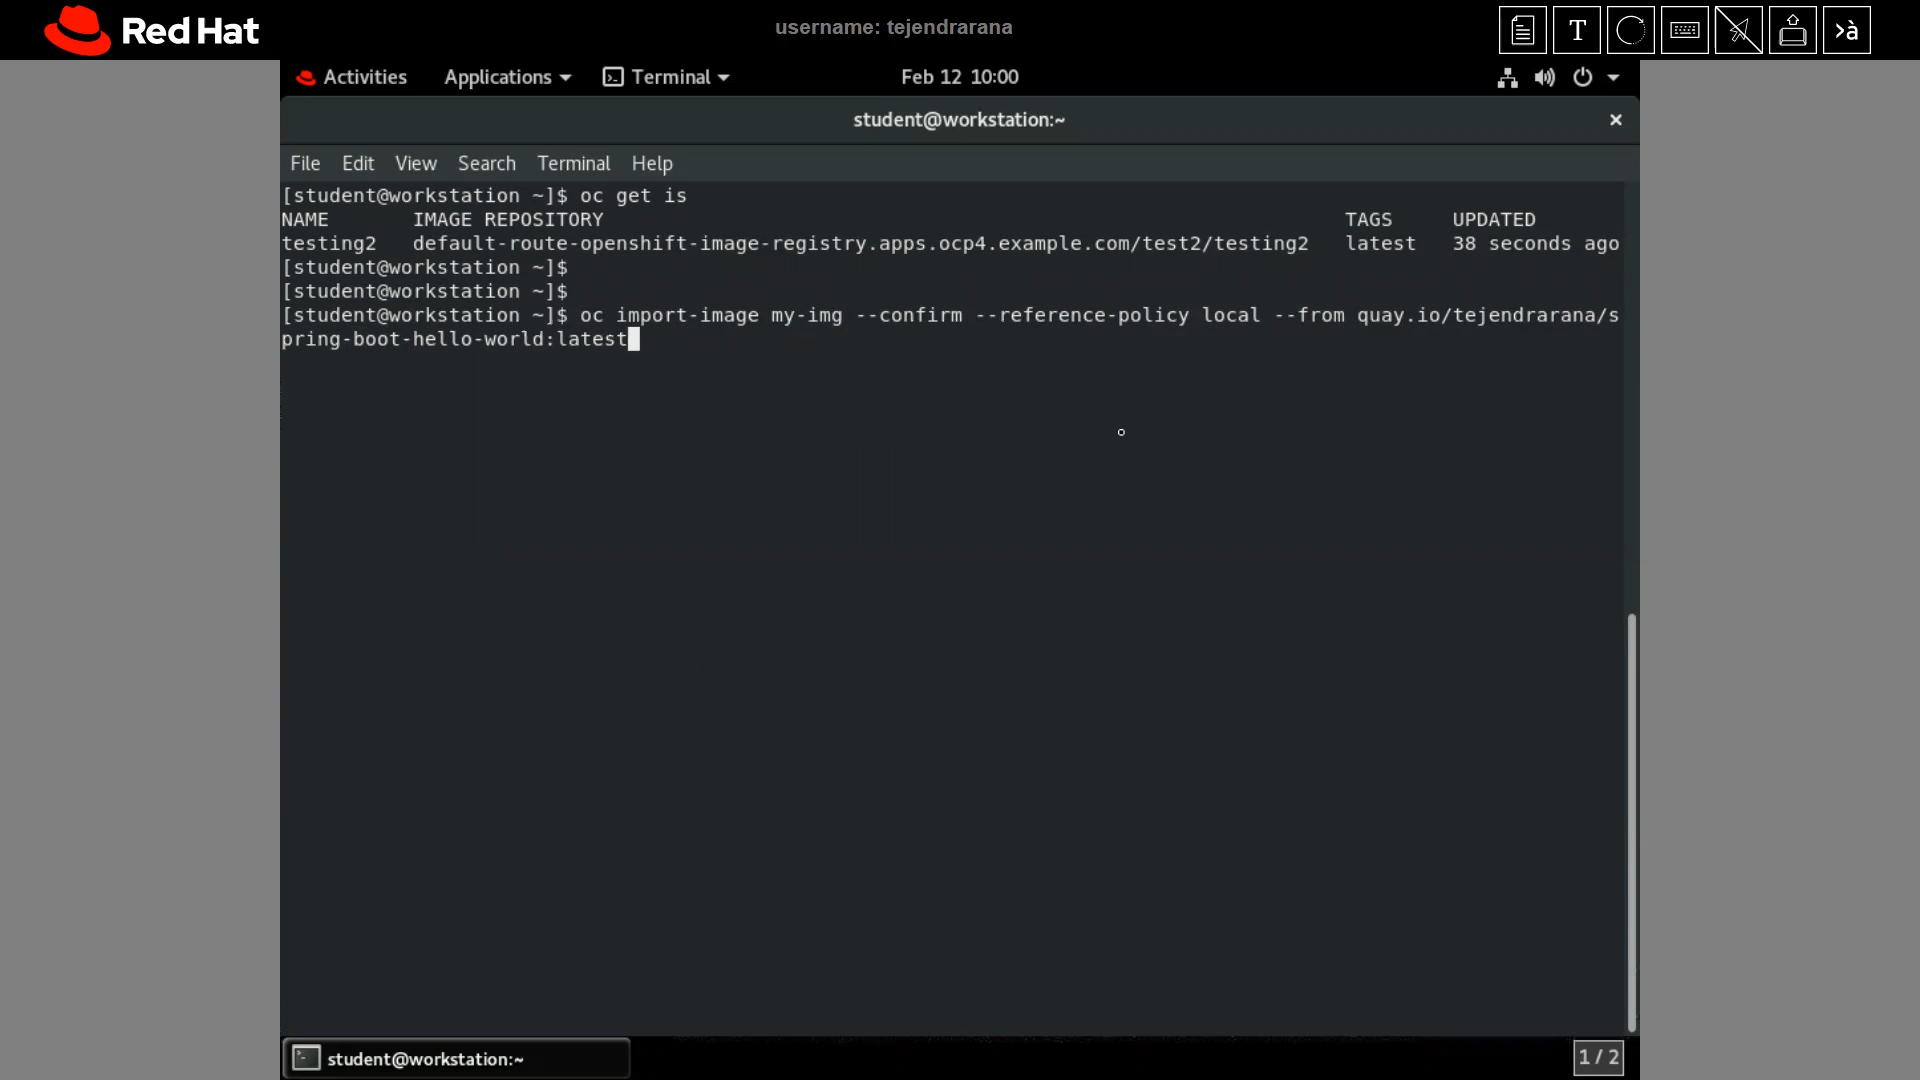 Red Hat
username: tejendrarana
T
>à
Activities Applications Terminal Feb 12 10:00
student@workstation:~
File Edit View Search Terminal Help
[student@workstation ~]$ oc get is
NAME IMAGE REPOSITORY TAGS UPDATED
testing2 default-route-openshift-image-registry.apps.ocp4.example.com/test2/testing2 latest 38 seconds ago
[student@workstation ~]$
[student@workstation ~]$
[student@workstation ~]$ oc import-image my-img --confirm --reference-policy local --from quay.io/tejendrarana/s
pring-boot-hello-world:latest
student@workstation:~
1 / 2